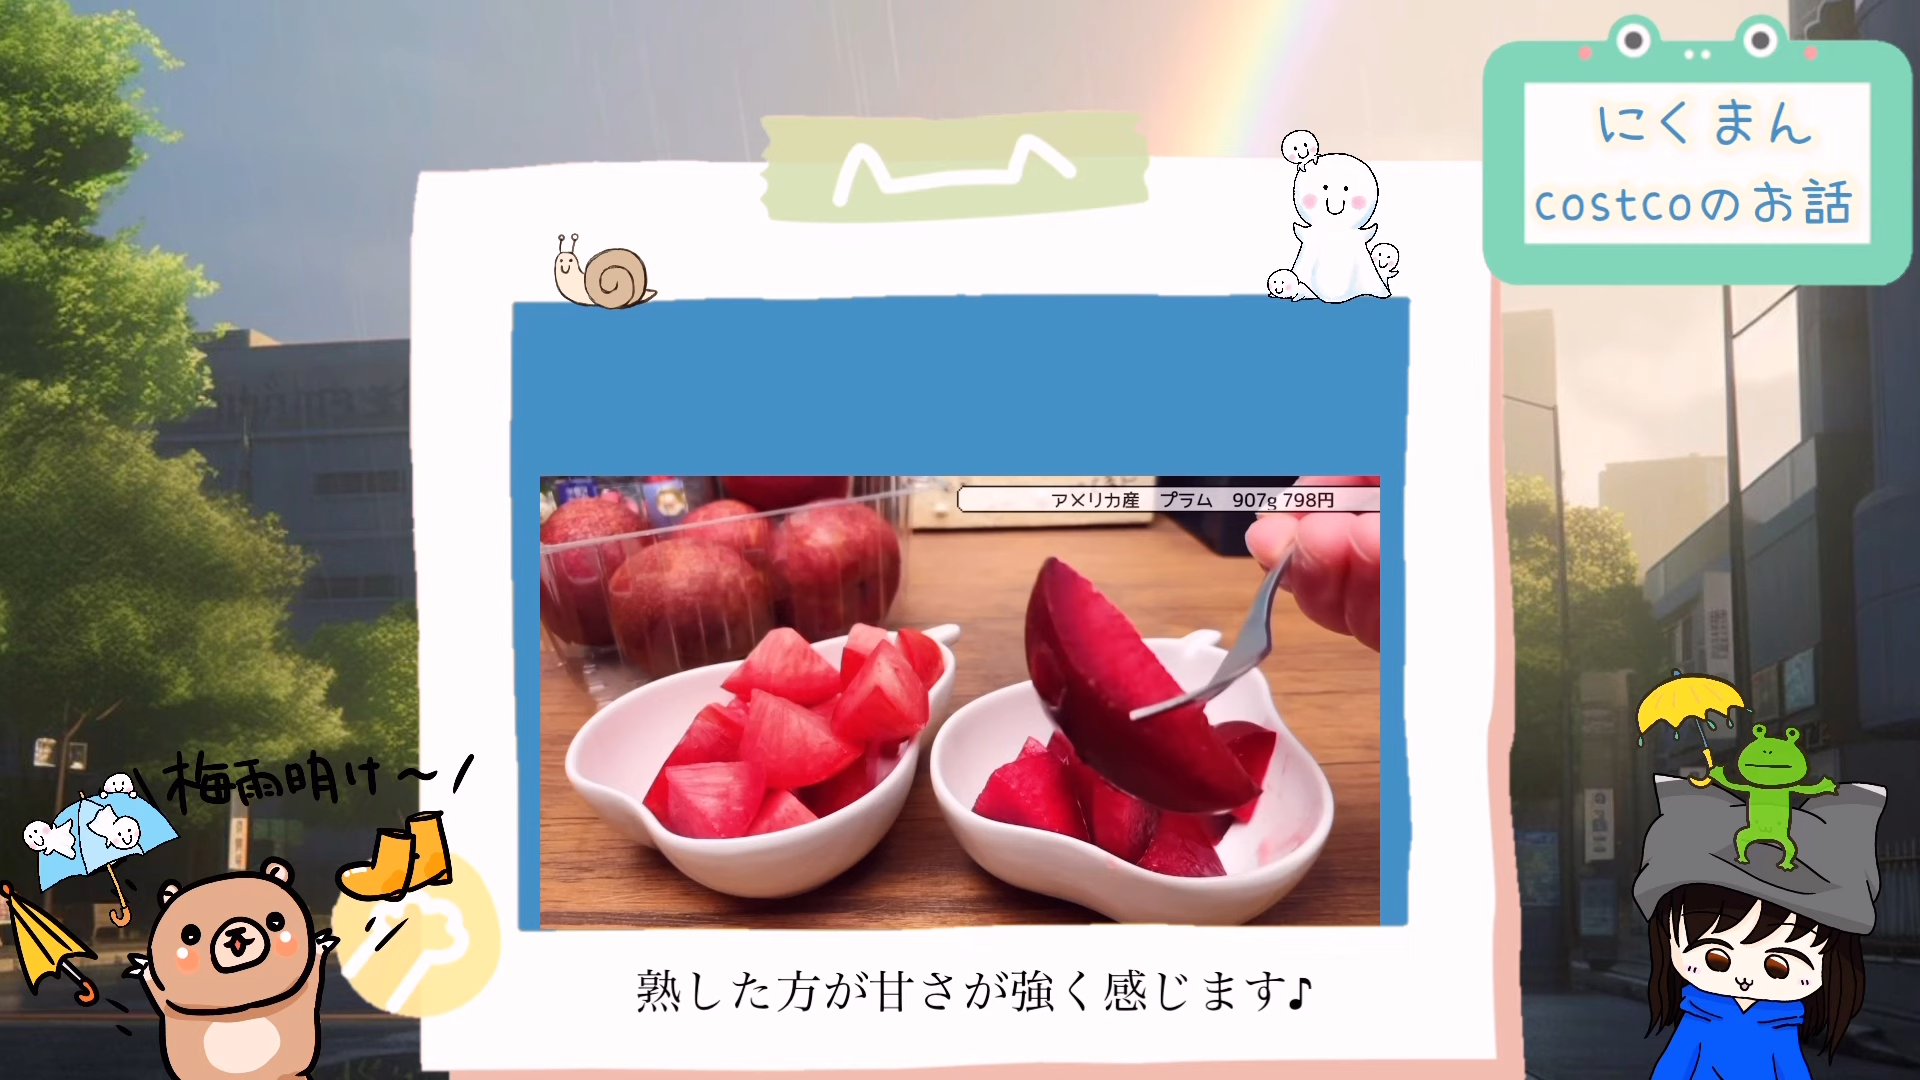 にくまん
costcoのお話
アメリカ産　プラム　907g 798円
梅雨明け～
熟した方が甘さが強く感じます♪